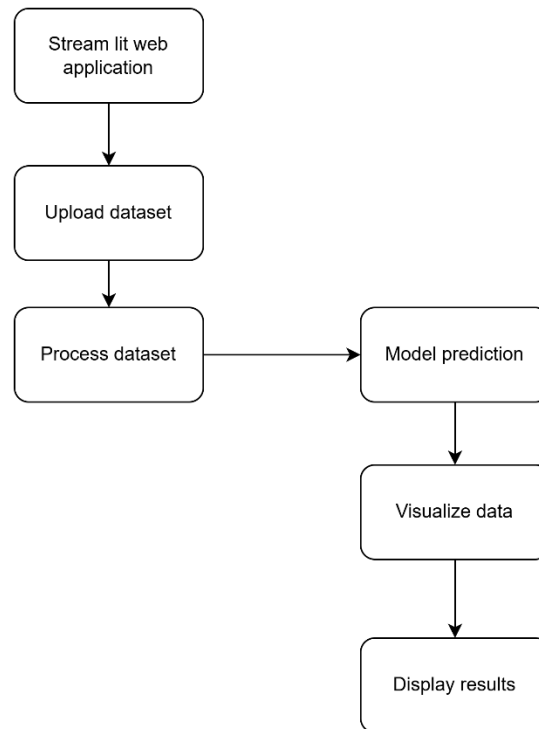 Stream lit web
application
Upload dataset
Process dataset
Model prediction
Visualize data
Display results